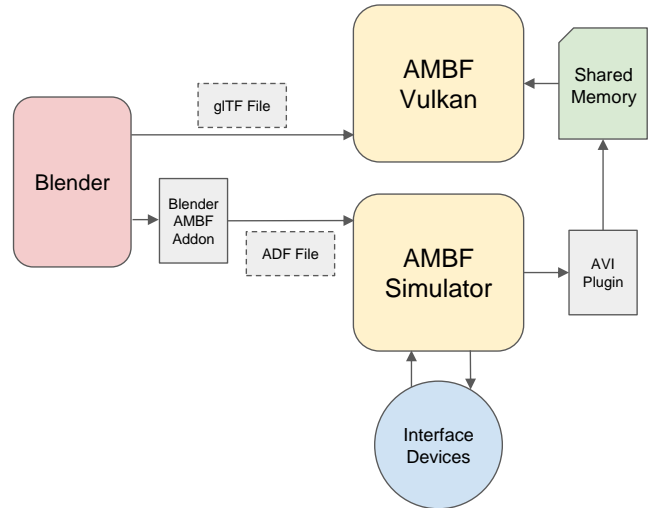 AMBF
Vulkan
Shared
Memory
glTF File
Blender
Blender
AMBF
Addon
ADF File
AMBF
Simulator
AVI
Plugin
Interface
Devices